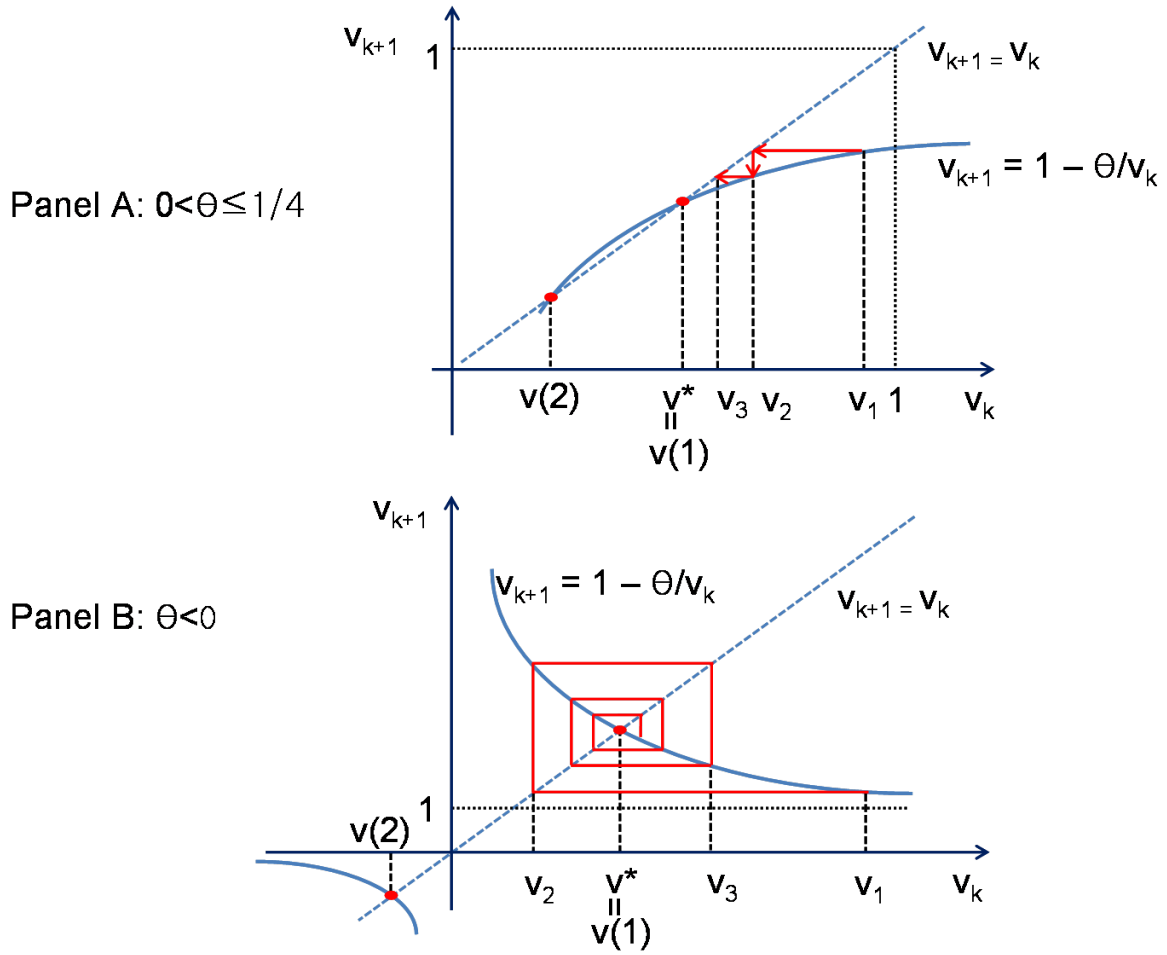 v_{k+1}
1
v_{k+1} = v_k
v_{k+1} = 1 – Θ/v_k
Panel A: 0<Θ≦1/4
v(2)
v*
v_3
v_2
v_1
1
v_k
=
v(1)
v_{k+1}
v_{k+1} = 1 – Θ/v_k
v_{k+1} = v_k
Panel B: Θ<0
1
v(2)
v_2
v*
v_3
v_1
v_k
=
v(1)